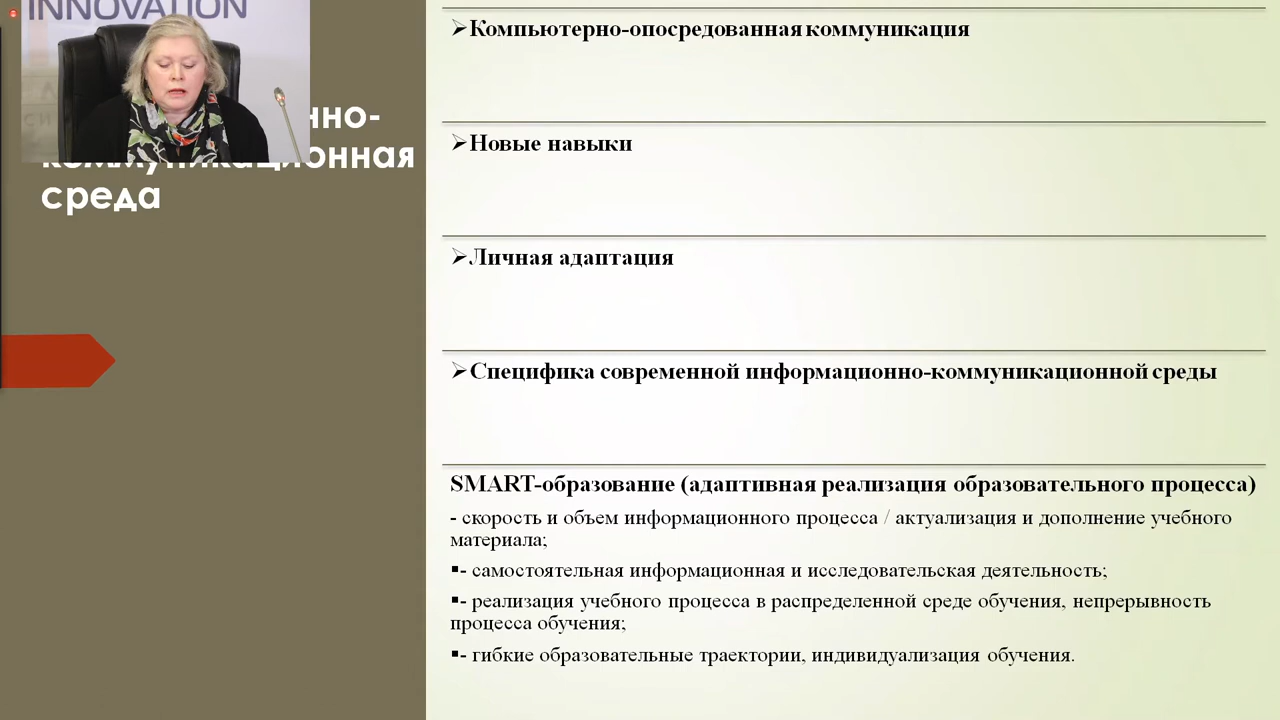 INNOVATION
среда
➢Компьютерно-опосредованная коммуникация
➢Новые навыки
➢Личная адаптация
➢Специфика современной информационно-коммуникационной среды
SMART-образование (адаптивная реализация образовательного процесса)
- скорость и объем информационного процесса / актуализация и дополнение учебного
материала;
▪- самостоятельная информационная и исследовательская деятельность;
▪- реализация учебного процесса в распределенной среде обучения, непрерывность
процесса обучения;
▪- гибкие образовательные траектории, индивидуализация обучения.